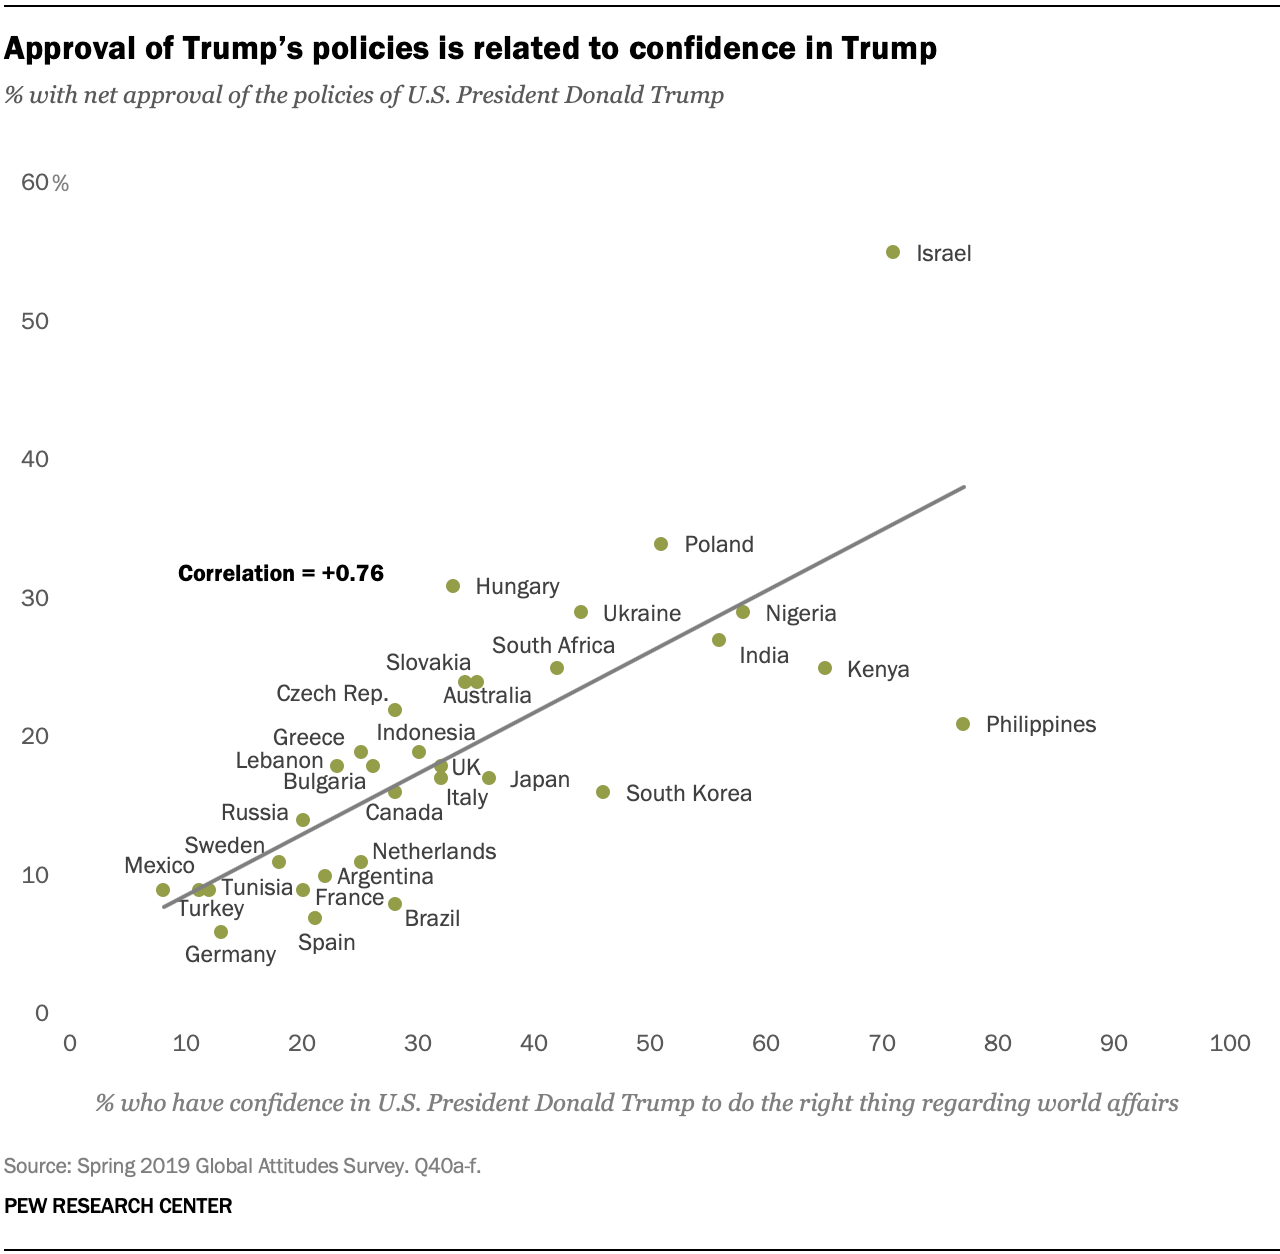 Approval of Trump’s policies is related to confidence in Trump
% with net approval of the policies of U.S. President Donald Trump
60%
Israel
50
40
Poland
Correlation = +0.76
30
Hungary
Ukraine
Nigeria
South Africa
India
Slovakia
Kenya
Czech Rep.
Australia
20
Philippines
Indonesia
Greece
Lebanon
UK
Bulgaria
Japan
South Korea
Italy
Russia
Canada
Sweden
Netherlands
Mexico
10
Argentina
Tunisia
France
Turkey
Brazil
Spain
Germany
0
0 10 20 30 40 50 60 70 80 90 100
% who have confidence in U.S. President Donald Trump to do the right thing regarding world affairs
Source: Spring 2019 Global Attitudes Survey. Q40a-f.
PEW RESEARCH CENTER